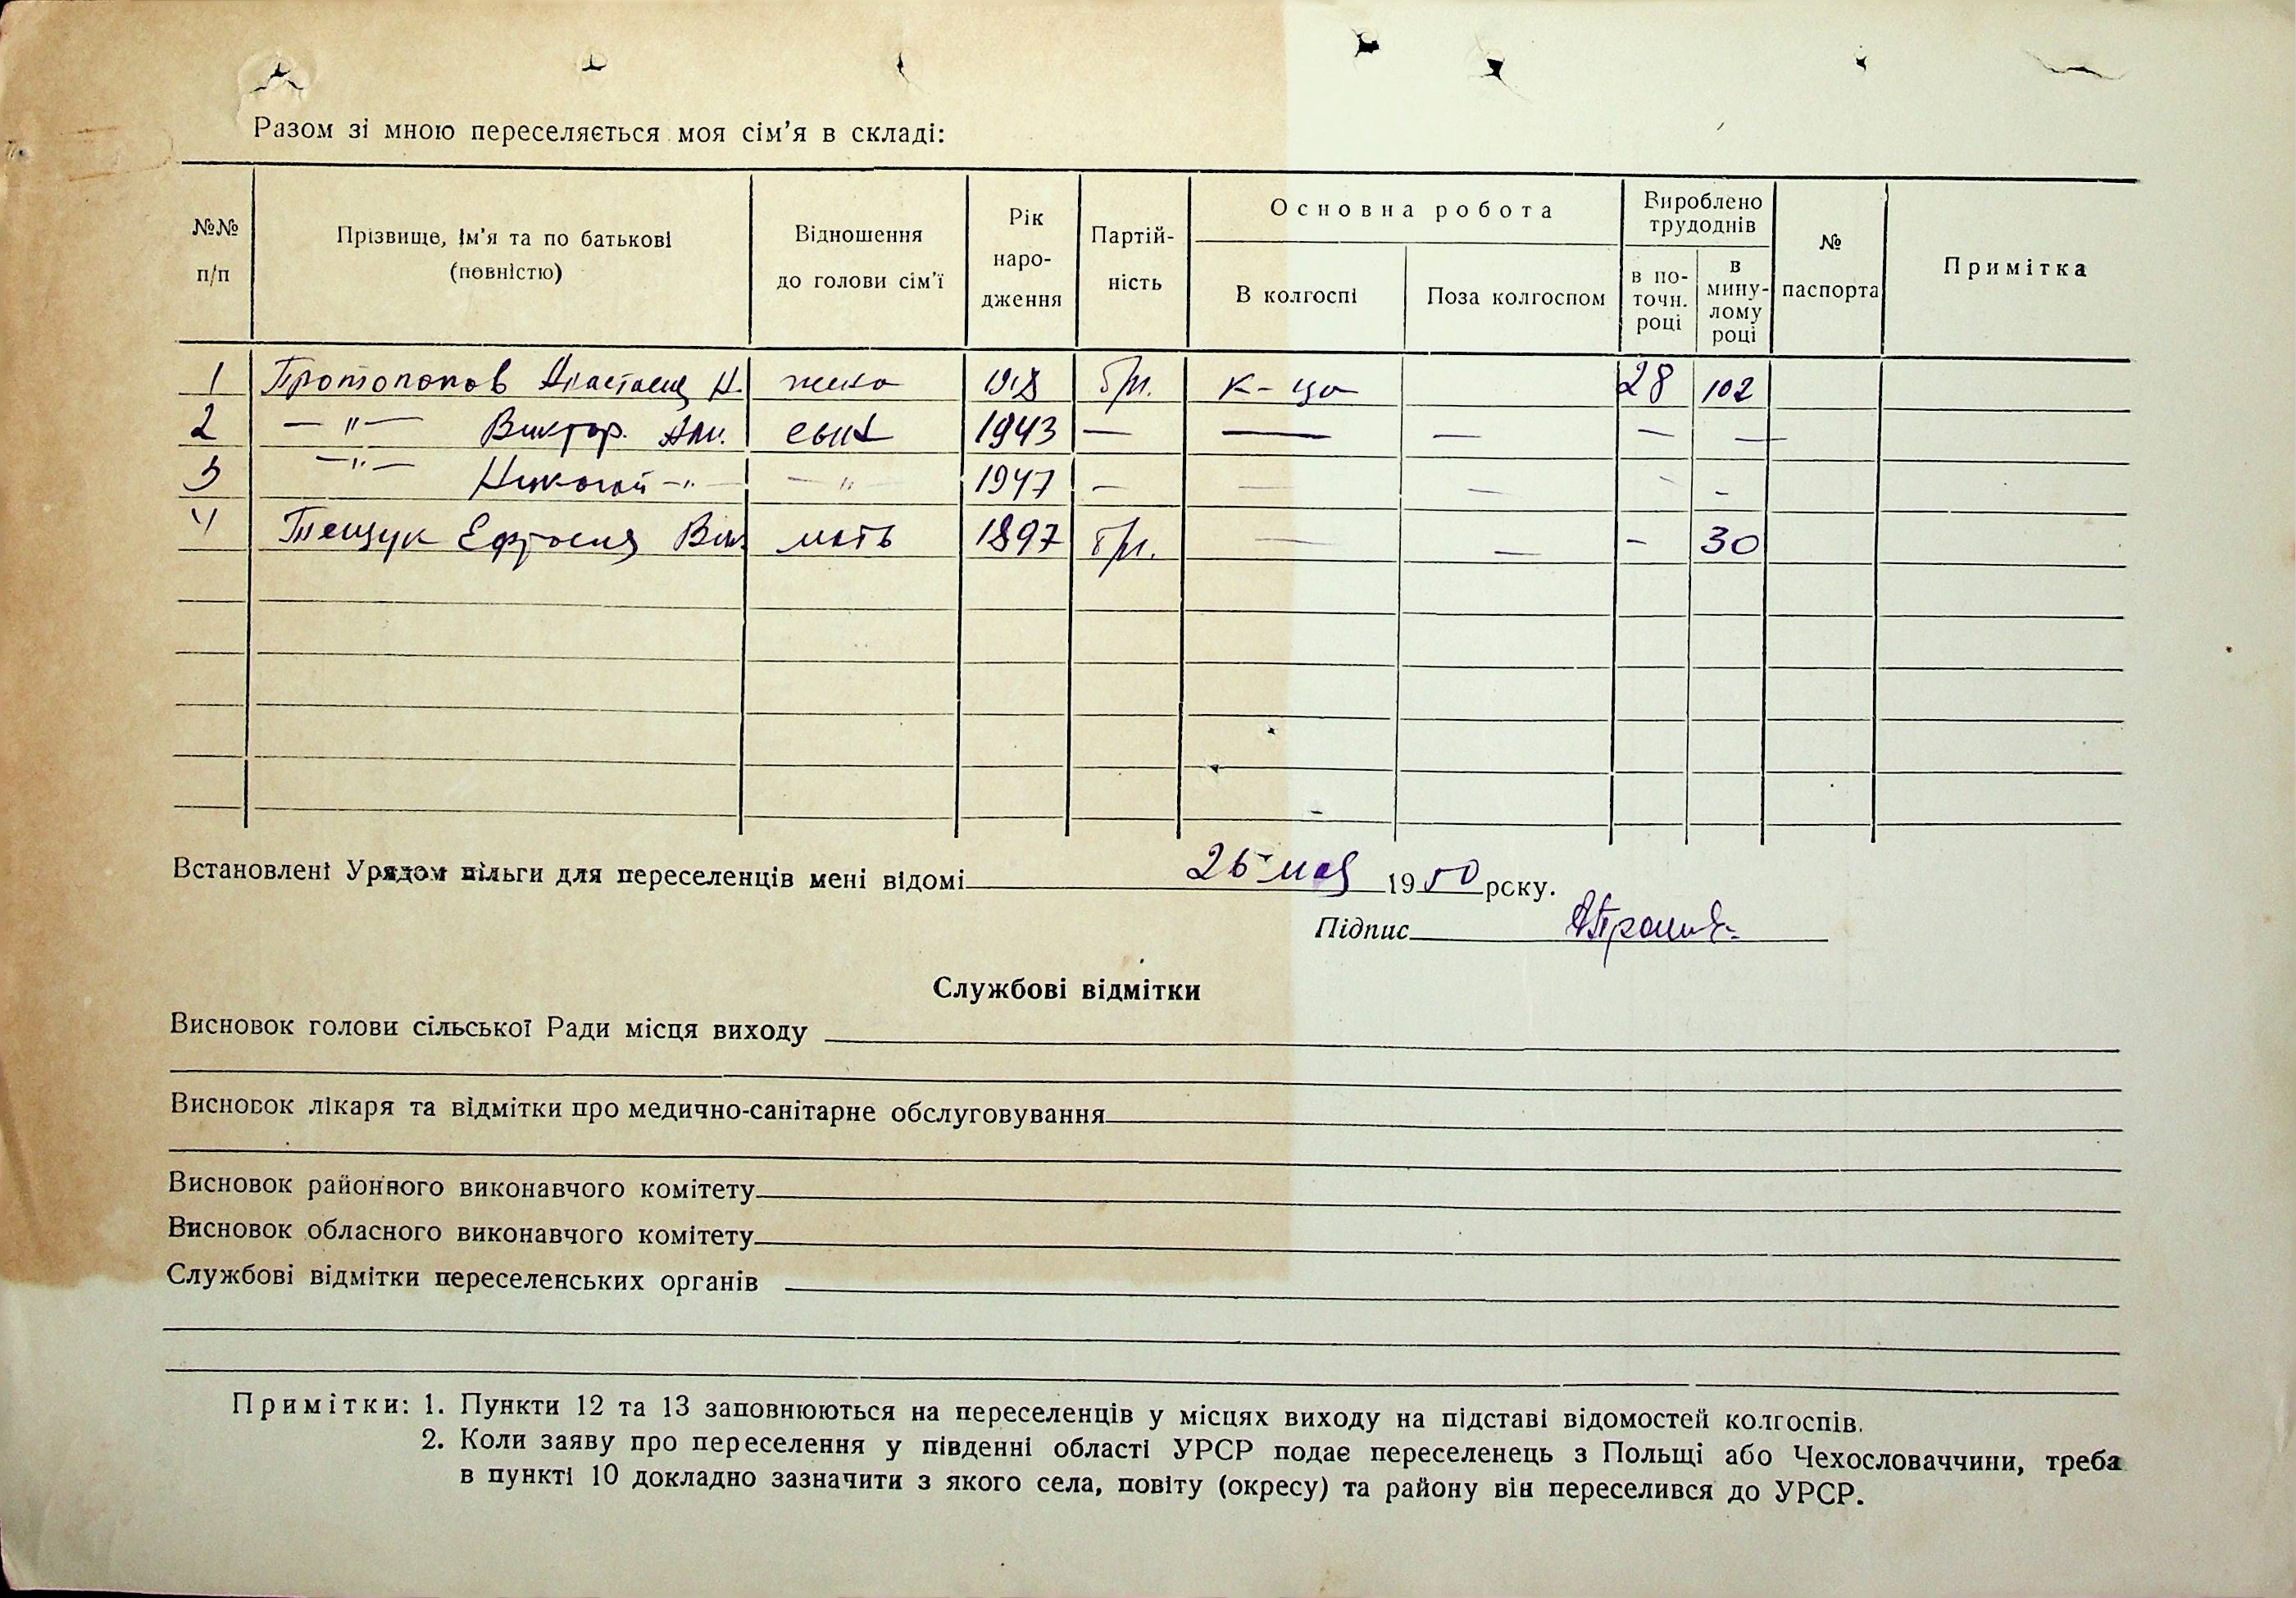 Разом зі мною переселяється моя сім'я в складі:
№№ п/п
Прізвище, ім'я та по батькові (повністю)
Відношення до голови сім'ї
Рік народження
Партійність
Основна робота
В колгоспі
Поза колгоспом
Вироблено трудоднів
в поточн. році
в минулому році
№ паспорта
Примітка
1 Протопопов Анастасия Н. жена 1918 б/п. к-ца 28 102
2 — " — Виктор. сын 1943 — — — — —
3 — " — Николай — " — — " 1947 — — — - -
4 Тещук Ефросия Вик мать 1897 б/п. — — - 30
Встановлені Урядом пільги для переселенців мені відомі 26 мая 1950 року.
Підпис
Службові відмітки
Висновок голови сільської Ради місця виходу
Висновок лікаря та відмітки про медично-санітарне обслуговування
Висновок районного виконавчого комітету
Висновок обласного виконавчого комітету
Службові відмітки переселенських органів
Примітки: 1. Пункти 12 та 13 заповнюються на переселенців у місцях виходу на підставі відомостей колгоспів.
2. Коли заяву про переселення у південні області УРСР подає переселенець з Польщі або Чехословаччини, треба
в пункті 10 докладно зазначити з якого села, повіту (окресу) та району він переселився до УРСР.